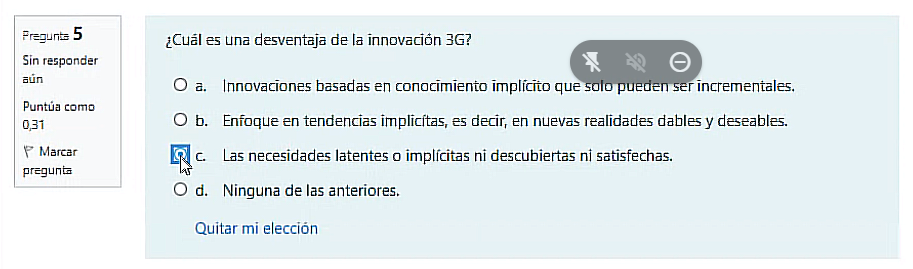 Pregunta 5
Sin responder
aún
Puntúa como
0,31
Marcar
pregunta
¿Cuál es una desventaja de la innovación 3G?
a. Innovaciones basadas en conocimiento implícito que solo pueden ser incrementales.
b. Enfoque en tendencias implicítas, es decir, en nuevas realidades dables y deseables.
c. Las necesidades latentes o implícitas ni descubiertas ni satisfechas.
d. Ninguna de las anteriores.
Quitar mi elección